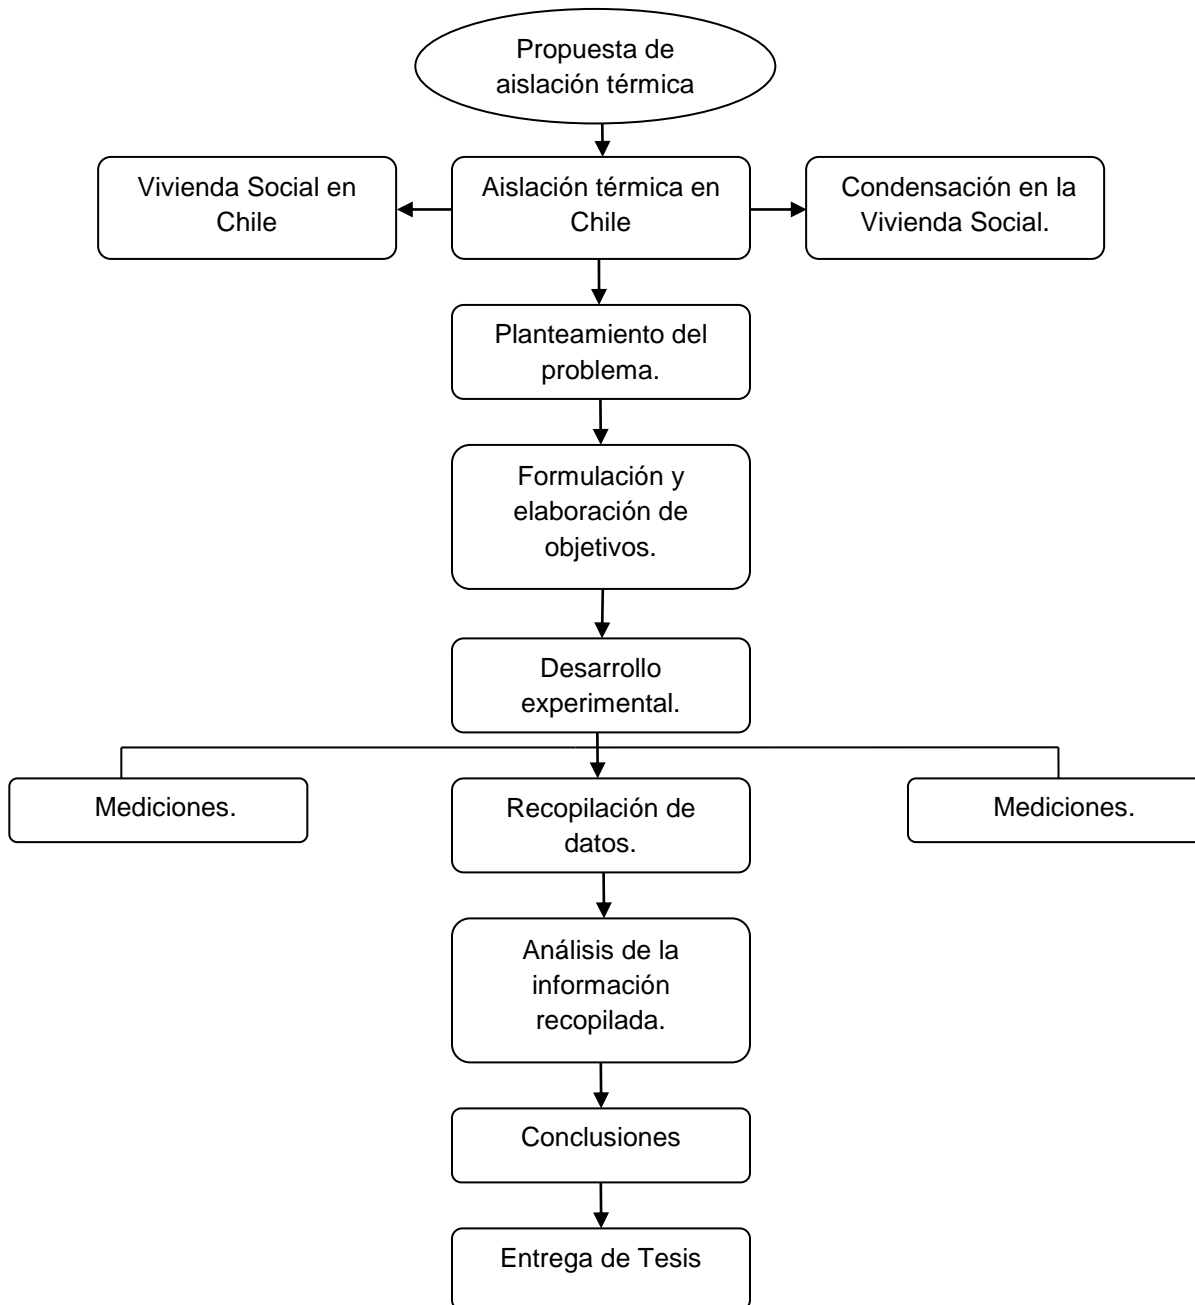 Propuesta de
aislación térmica
Vivienda Social en
Chile
Aislación térmica en
Chile
Condensación en la
Vivienda Social.
Planteamiento del
problema.
Formulación y
elaboración de
objetivos.
Desarrollo
experimental.
Mediciones.
Recopilación de
datos.
Mediciones.
Análisis de la
información
recopilada.
Conclusiones
Entrega de Tesis